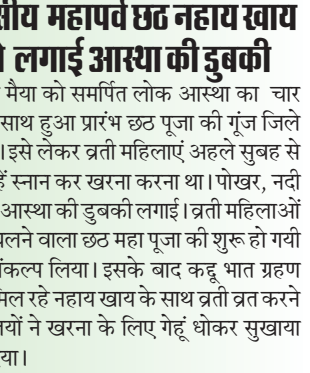 महापर्व छठ नहाय खाय
लगाई आस्था की डुबकी
मैया को समर्पित लोक आस्था का चार
साथ हुआ प्रारंभ छठ पूजा की गूंज जिले
। इसे लेकर व्रती महिलाएं अहले सुबह से
स्नान कर खरना करना था। पोखर, नदी
आस्था की डुबकी लगाई। व्रती महिलाओं
वाला छठ महा पूजा की शुरू हो गयी
लिया। इसके बाद कद्दू भात ग्रहण
रहे नहाय खाय के साथ व्रती व्रत करने
ने खरना के लिए गेहूं धोकर सुखाया